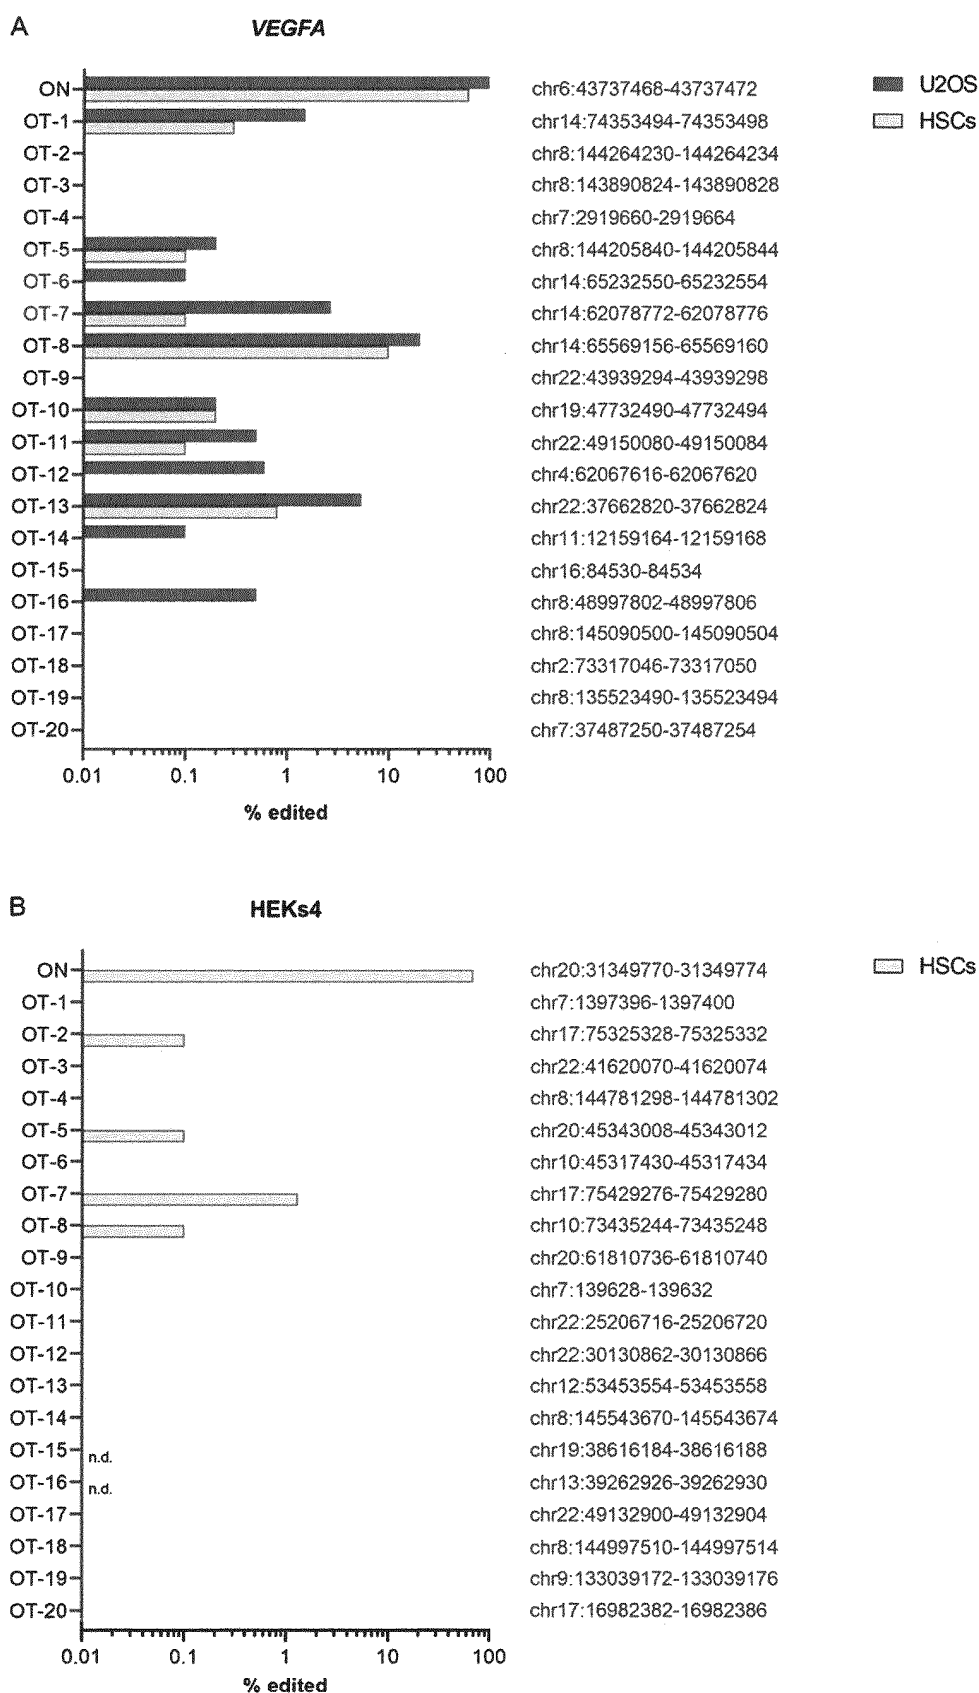 A
VEGFA
ON chr6:43737468-43737472
OT-1 chr14:74353494-74353498
OT-2 chr8:144264230-144264234
OT-3 chr8:143890824-143890828
OT-4 chr7:2919660-2919664
OT-5 chr8:144205840-144205844
OT-6 chr14:65232550-65232554
OT-7 chr14:62078772-62078776
OT-8 chr14:65569156-65569160
OT-9 chr22:43939294-43939298
OT-10 chr19:47732490-47732494
OT-11 chr22:49150080-49150084
OT-12 chr4:62067616-62067620
OT-13 chr22:37662820-37662824
OT-14 chr11:12159164-12159168
OT-15 chr16:84530-84534
OT-16 chr8:48997802-48997806
OT-17 chr8:145090500-145090504
OT-18 chr2:73317046-73317050
OT-19 chr8:135523490-135523494
OT-20 chr7:37487250-37487254
0.01 0.1 1 10 100
% edited
U2OS
HSCs
B
HEKs4
ON chr20:31349770-31349774
OT-1 chr7:1397396-1397400
OT-2 chr17:75325328-75325332
OT-3 chr22:41620070-41620074
OT-4 chr8:144781298-144781302
OT-5 chr20:45343008-45343012
OT-6 chr10:45317430-45317434
OT-7 chr17:75429276-75429280
OT-8 chr10:73435244-73435248
OT-9 chr20:61810736-61810740
OT-10 chr7:139628-139632
OT-11 chr22:25206716-25206720
OT-12 chr22:30130862-30130866
OT-13 chr12:53453554-53453558
OT-14 chr8:145543670-145543674
OT-15 n.d. chr19:38616184-38616188
OT-16 n.d. chr13:39262926-39262930
OT-17 chr22:49132900-49132904
OT-18 chr8:144997510-144997514
OT-19 chr9:133039172-133039176
OT-20 chr17:16982382-16982386
0.01 0.1 1 10 100
% edited
HSCs